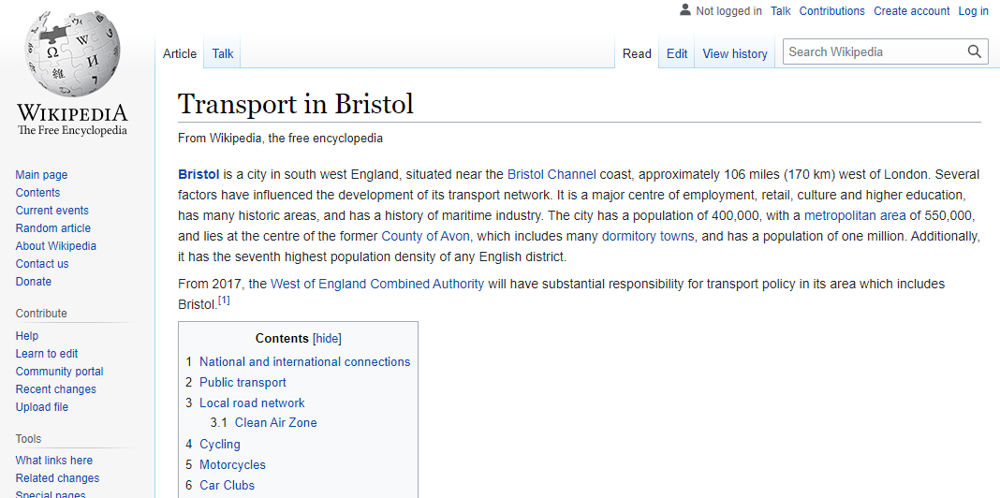 Not logged in Talk Contributions Create account Log in
Article Talk Read Edit View history Search Wikipedia
Ω W И 維
WIKIPEDIA
The Free Encyclopedia
Main page
Contents
Current events
Random article
About Wikipedia
Contact us
Donate
Contribute
Help
Learn to edit
Community portal
Recent changes
Upload file
Tools
What links here
Related changes
Special pages
Transport in Bristol
From Wikipedia, the free encyclopedia
Bristol is a city in south west England, situated near the Bristol Channel coast, approximately 106 miles (170 km) west of London. Several
factors have influenced the development of its transport network. It is a major centre of employment, retail, culture and higher education,
has many historic areas, and has a history of maritime industry. The city has a population of 400,000, with a metropolitan area of 550,000,
and lies at the centre of the former County of Avon, which includes many dormitory towns, and has a population of one million. Additionally,
it has the seventh highest population density of any English district.
From 2017, the West of England Combined Authority will have substantial responsibility for transport policy in its area which includes
Bristol.[1]
Contents [hide]
1 National and international connections
2 Public transport
3 Local road network
3.1 Clean Air Zone
4 Cycling
5 Motorcycles
6 Car Clubs